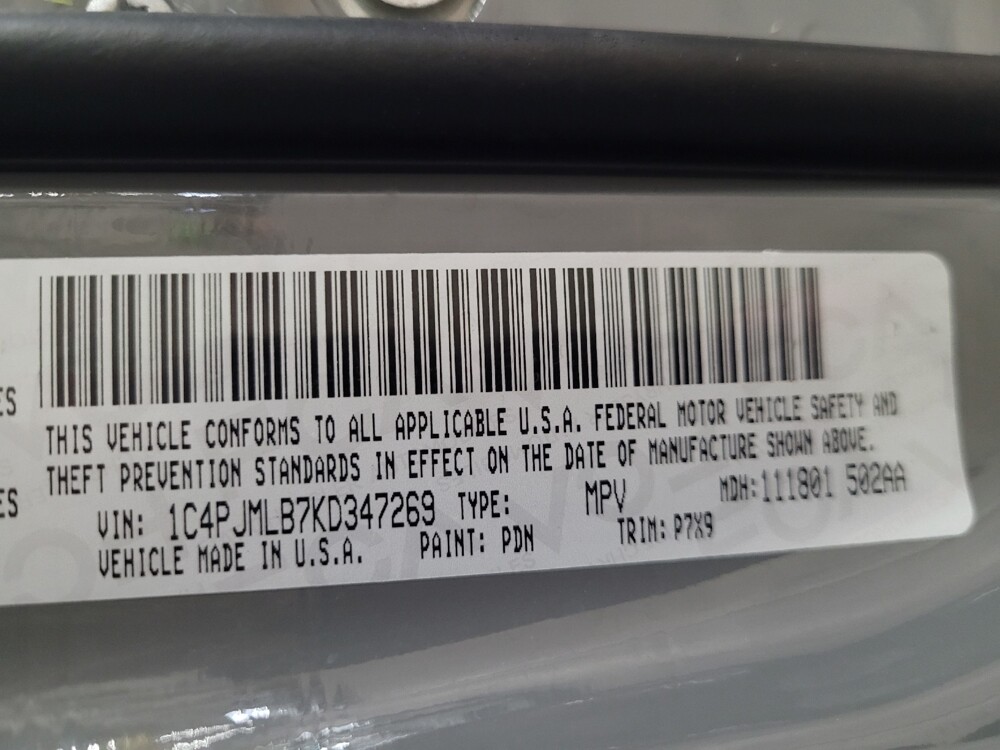 THIS VEHICLE CONFORMS TO ALL APPLICABLE U.S.A. FEDERAL MOTOR VEHICLE SAFETY AND
THEFT PREVENTION STANDARDS IN EFFECT ON THE DATE OF MANUFACTURE SHOWN ABOVE.
VIN: 1C4PJMLB7KD347269 TYPE: MPV MDH:111801 502AA
VEHICLE MADE IN U.S.A. PAINT: PDN TRIM: P7X9